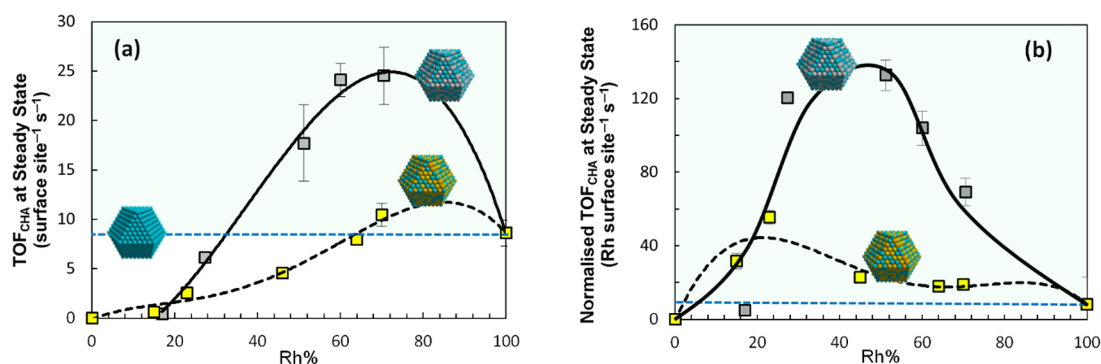 (a)
TOF_CHA at Steady State
(surface site⁻¹ s⁻¹)
30
25
20
15
10
5
0
0 20 40 60 80 100
Rh%
(b)
Normalised TOF_CHA at Steady State
(Rh surface site⁻¹ s⁻¹)
160
120
80
40
0
0 20 40 60 80 100
Rh%